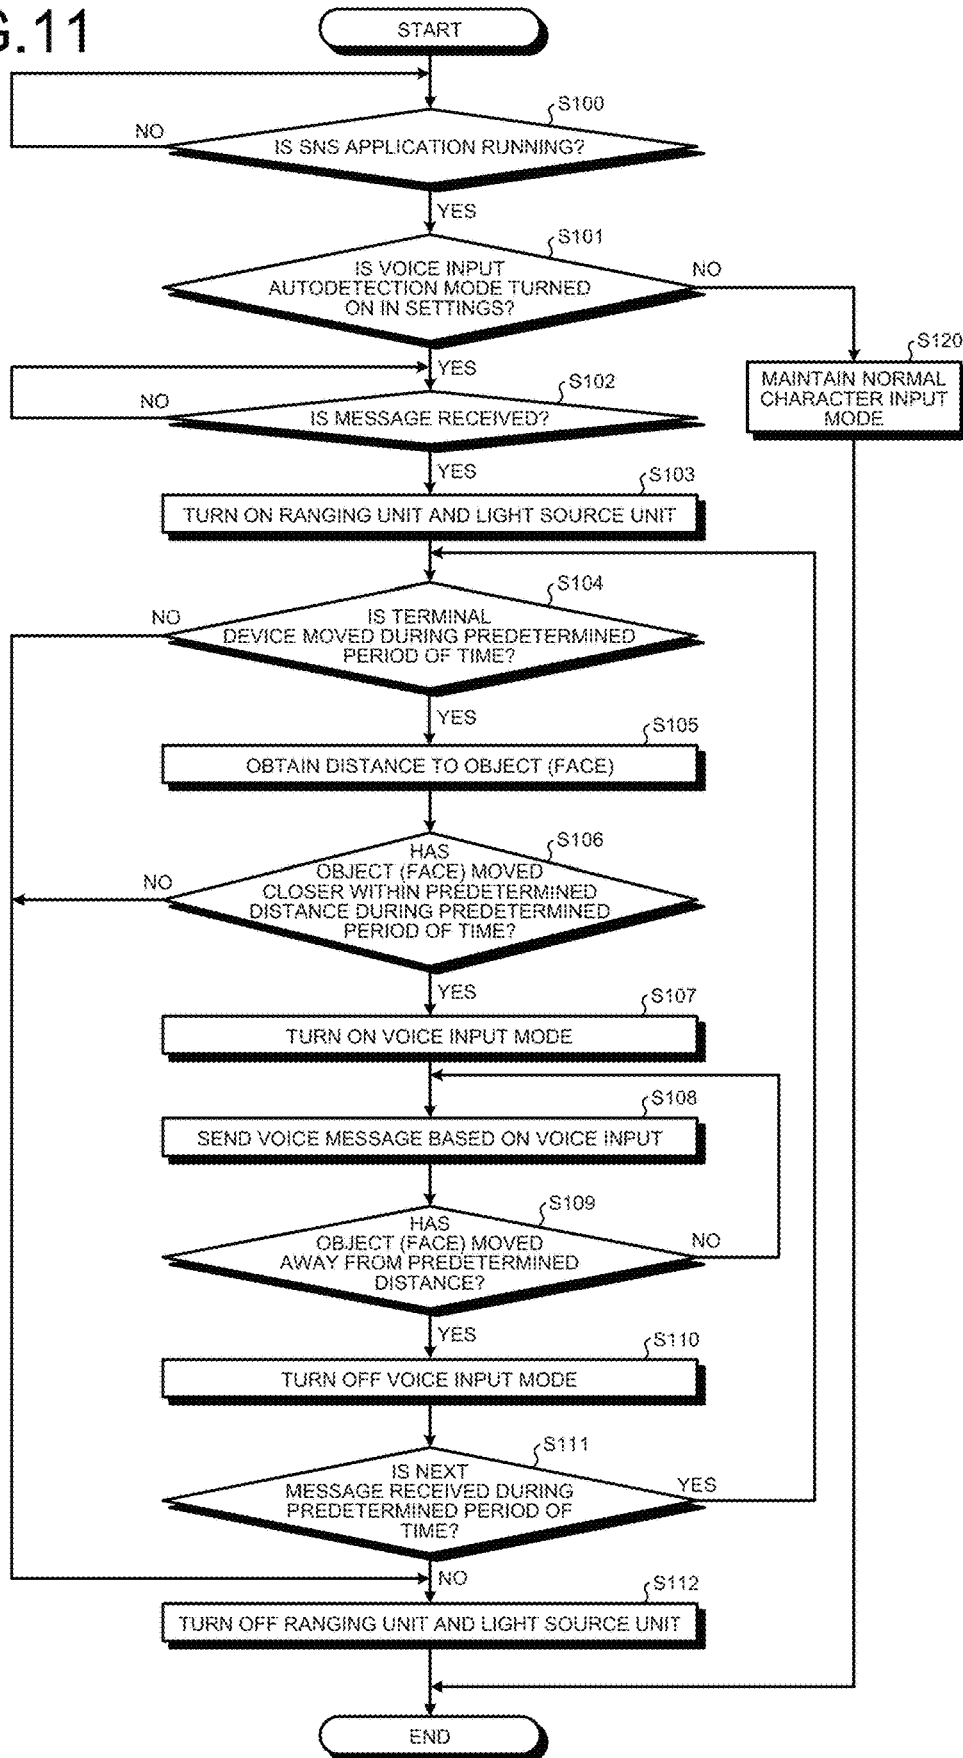 G.11
START
S100
NO
IS SNS APPLICATION RUNNING?
YES
S101
IS VOICE INPUT
AUTODETECTION MODE TURNED
ON IN SETTINGS?
NO
YES
S120
MAINTAIN NORMAL
CHARACTER INPUT
MODE
S102
NO
IS MESSAGE RECEIVED?
YES
S103
TURN ON RANGING UNIT AND LIGHT SOURCE UNIT
S104
NO
IS TERMINAL
DEVICE MOVED DURING PREDETERMINED
PERIOD OF TIME?
YES
S105
OBTAIN DISTANCE TO OBJECT (FACE)
S106
HAS
OBJECT (FACE) MOVED
NO
CLOSER WITHIN PREDETERMINED
DISTANCE DURING PREDETERMINED
PERIOD OF TIME?
YES
S107
TURN ON VOICE INPUT MODE
S108
SEND VOICE MESSAGE BASED ON VOICE INPUT
S109
HAS
OBJECT (FACE) MOVED
AWAY FROM PREDETERMINED
DISTANCE?
NO
YES
S110
TURN OFF VOICE INPUT MODE
S111
IS NEXT
MESSAGE RECEIVED DURING
PREDETERMINED PERIOD OF
TIME?
YES
NO
S112
TURN OFF RANGING UNIT AND LIGHT SOURCE UNIT
END